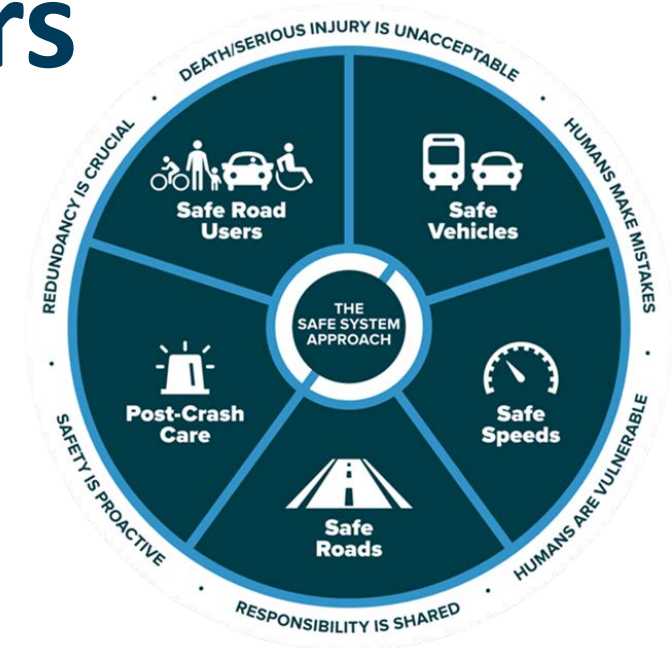 rs
DEATH/SERIOUS INJURY IS UNACCEPTABLE
HUMANS MAKE MISTAKES
HUMANS ARE VULNERABLE
RESPONSIBILITY IS SHARED
SAFETY IS PROACTIVE
REDUNDANCY IS CRUCIAL
Safe Road
Users
Safe
Vehicles
THE
SAFE SYSTEM
APPROACH
Post-Crash
Care
Safe
Speeds
Safe
Roads